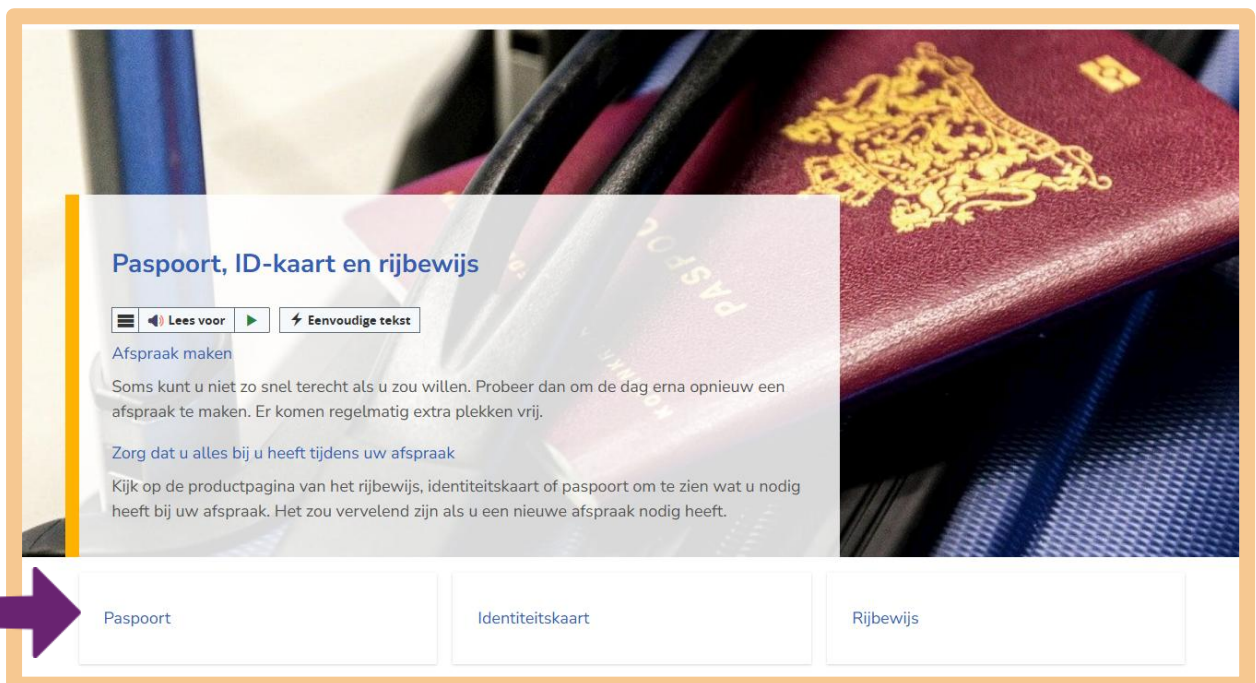 Paspoort, ID-kaart en rijbewijs
Lees voor
Eenvoudige tekst
Afspraak maken
Soms kunt u niet zo snel terecht als u zou willen. Probeer dan om de dag erna opnieuw een
afspraak te maken. Er komen regelmatig extra plekken vrij.
Zorg dat u alles bij u heeft tijdens uw afspraak
Kijk op de productpagina van het rijbewijs, identiteitskaart of paspoort om te zien wat u nodig
heeft bij uw afspraak. Het zou vervelend zijn als u een nieuwe afspraak nodig heeft.
Paspoort
Identiteitskaart
Rijbewijs